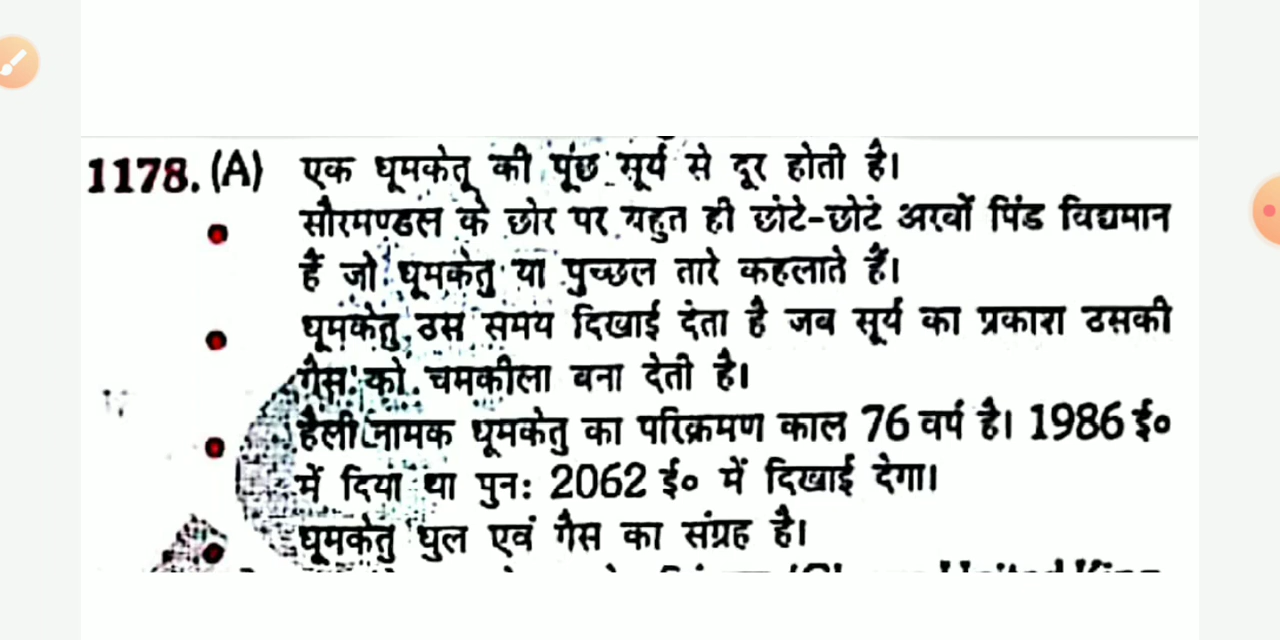 1178. (A) एक धूमकेतू की पूंछ सूर्य से दूर होती है।
सौरमण्डल के छोर पर बहुत ही छोटे-छोटे अरबों पिंड विद्यमान
हैं जो धूमकेतु या पुच्छल तारे कहलाते हैं।
धूमकेतु उस समय दिखाई देता है जब सूर्य का प्रकाश उसकी
गैस को चमकीला बना देती है।
हैली नामक धूमकेतु का परिक्रमण काल 76 वर्ष है। 1986 ई०
में दिया था पुन: 2062 ई० में दिखाई देगा।
धूमकेतु धुल एवं गैस का संग्रह है।